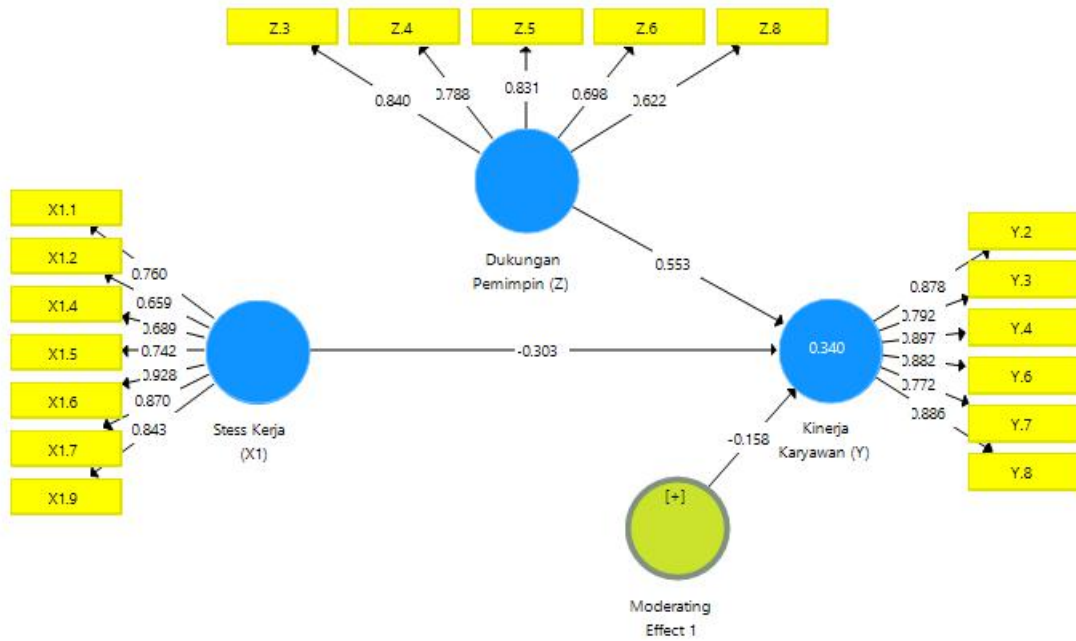 Z.3
Z.4
Z.5
Z.6
Z.8
0.840
0.788
0.831
0.698
0.622
Dukungan
Pemimpin (Z)
X1.1
X1.2
X1.4
X1.5
X1.6
X1.7
X1.9
0.760
0.659
0.689
0.742
0.928
0.870
0.843
Stess Kerja
(X1)
0.553
-0.303
-0.158
0.340
Kinerja
Karyawan (Y)
0.878
0.792
0.897
0.882
0.772
0.886
Y.2
Y.3
Y.4
Y.6
Y.7
Y.8
[+]
Moderating
Effect 1